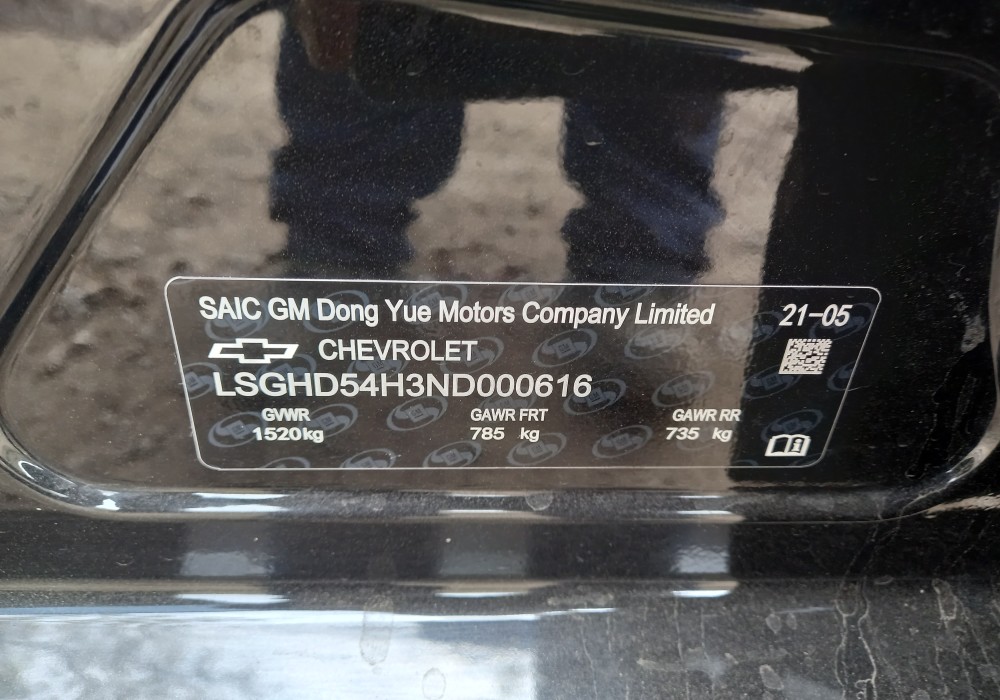 SAIC GM Dong Yue Motors Company Limited 21-05
CHEVROLET
LSGHD54H3ND000616
GVWR GAWR FRT GAWR RR
1520kg 785 kg 735 kg